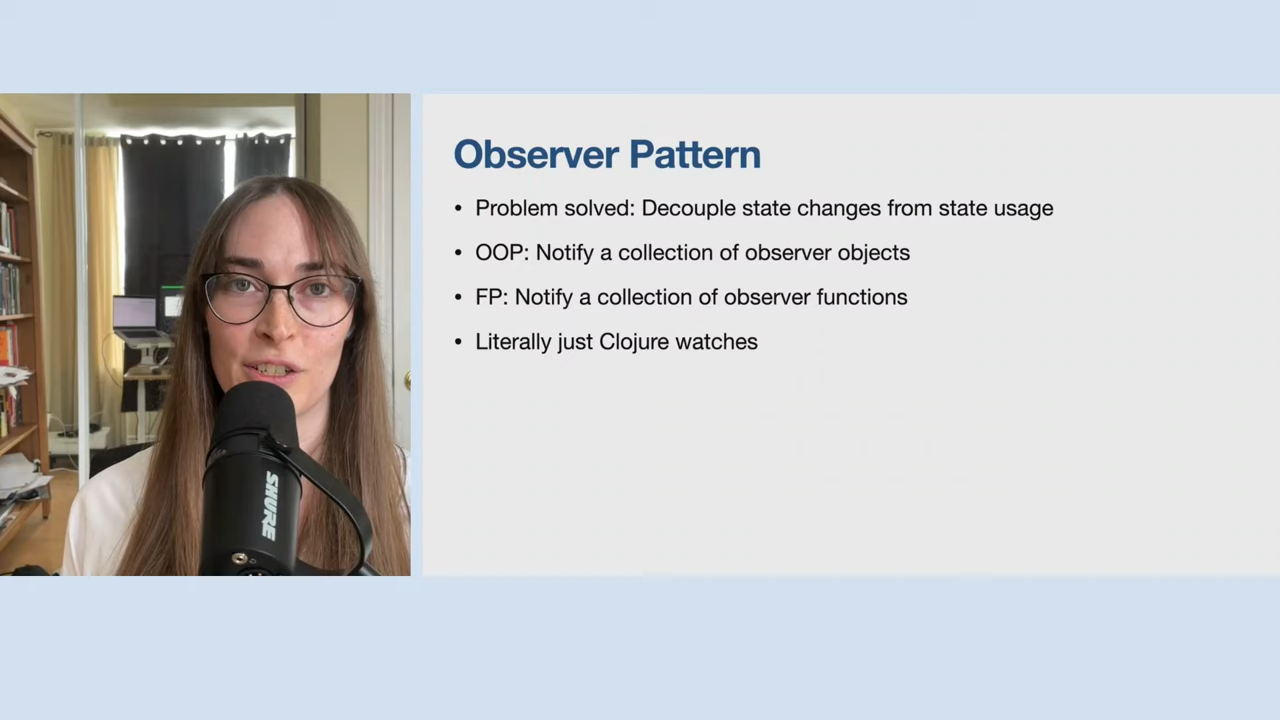 Observer Pattern
• Problem solved: Decouple state changes from state usage
• OOP: Notify a collection of observer objects
• FP: Notify a collection of observer functions
• Literally just Clojure watches
SHURE